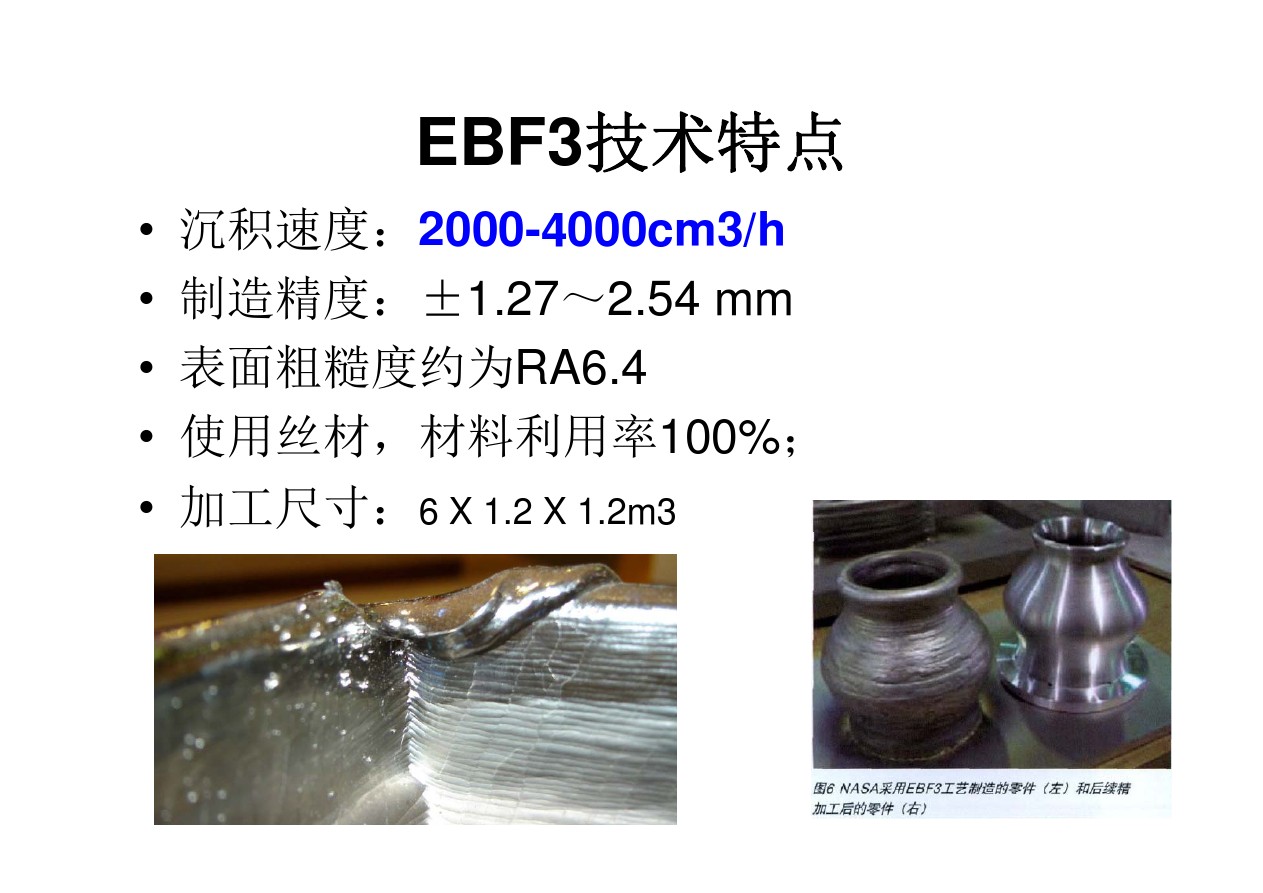 EBF3技术特点
• 沉积速度：2000-4000cm3/h
• 制造精度：±1.27～2.54 mm
• 表面粗糙度约为RA6.4
• 使用丝材，材料利用率100%；
• 加工尺寸：6 X 1.2 X 1.2m3
图6 NASA采用EBF3工艺制造的零件（左）和后续精
加工后的零件（右）